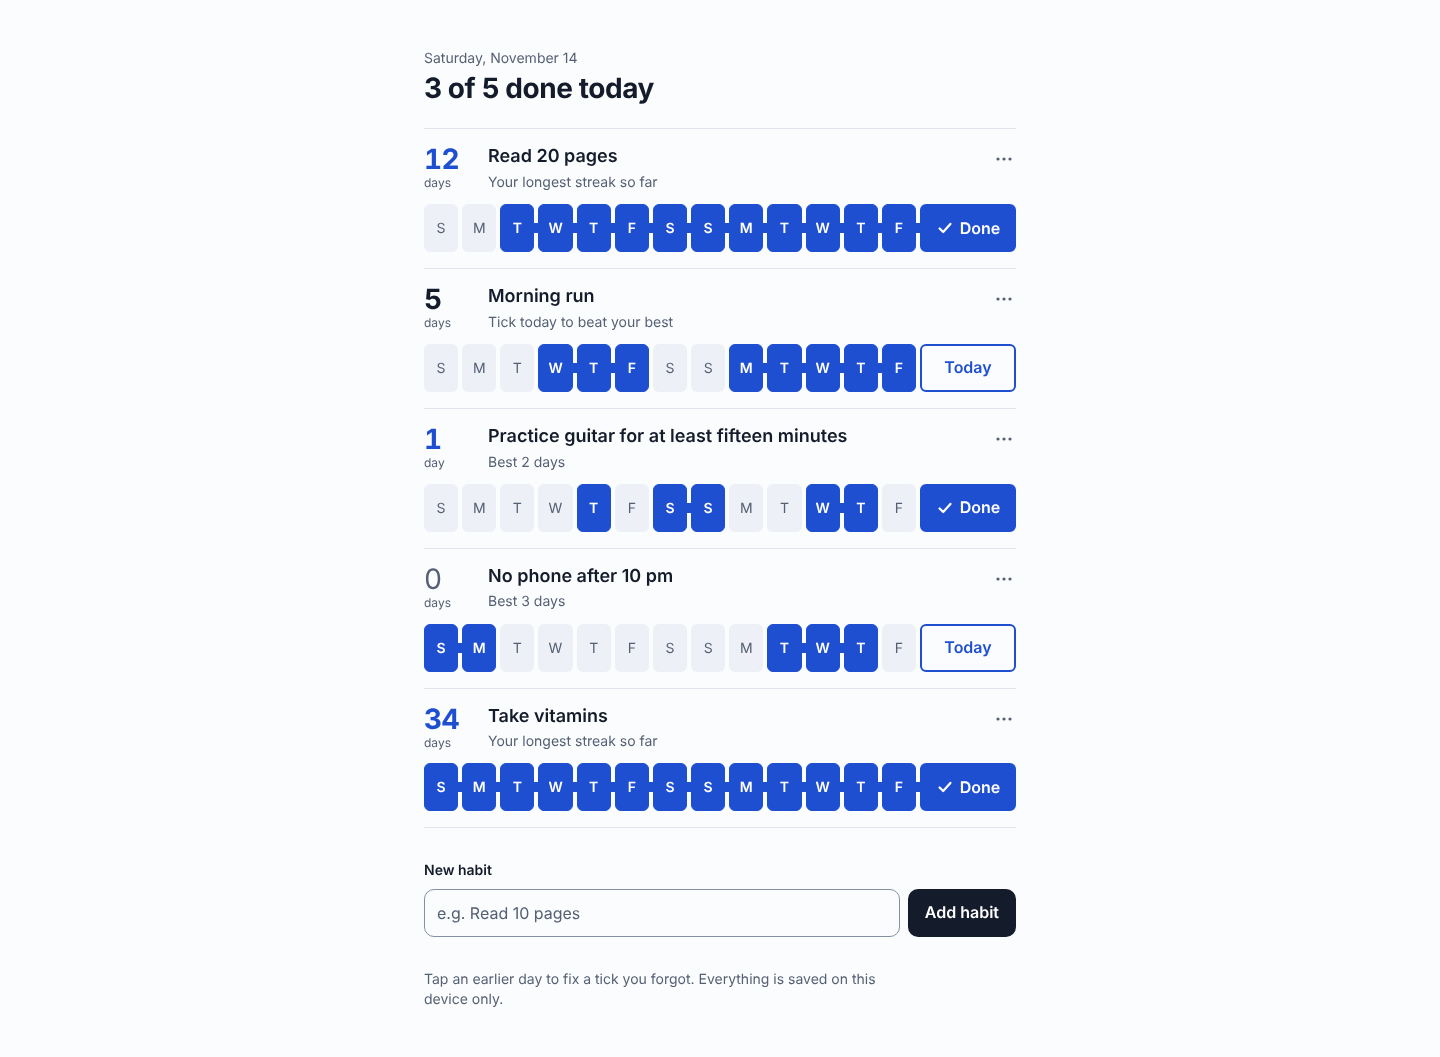 Saturday, November 14
3 of 5 done today
12 days
Read 20 pages
Your longest streak so far
S M T W T F S S M T W T F Done
5 days
Morning run
Tick today to beat your best
S M T W T F S S M T W T F Today
1 day
Practice guitar for at least fifteen minutes
Best 2 days
S M T W T F S S M T W T F Done
0 days
No phone after 10 pm
Best 3 days
S M T W T F S S M T W T F Today
34 days
Take vitamins
Your longest streak so far
S M T W T F S S M T W T F Done
New habit
e.g. Read 10 pages
Add habit
Tap an earlier day to fix a tick you forgot. Everything is saved on this
device only.